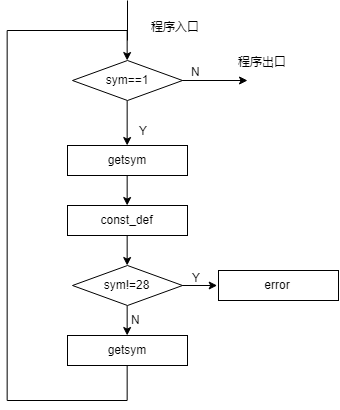 程序入口
程序出口
sym==1
N
Y
getsym
const_def
sym!=28
Y
error
N
getsym